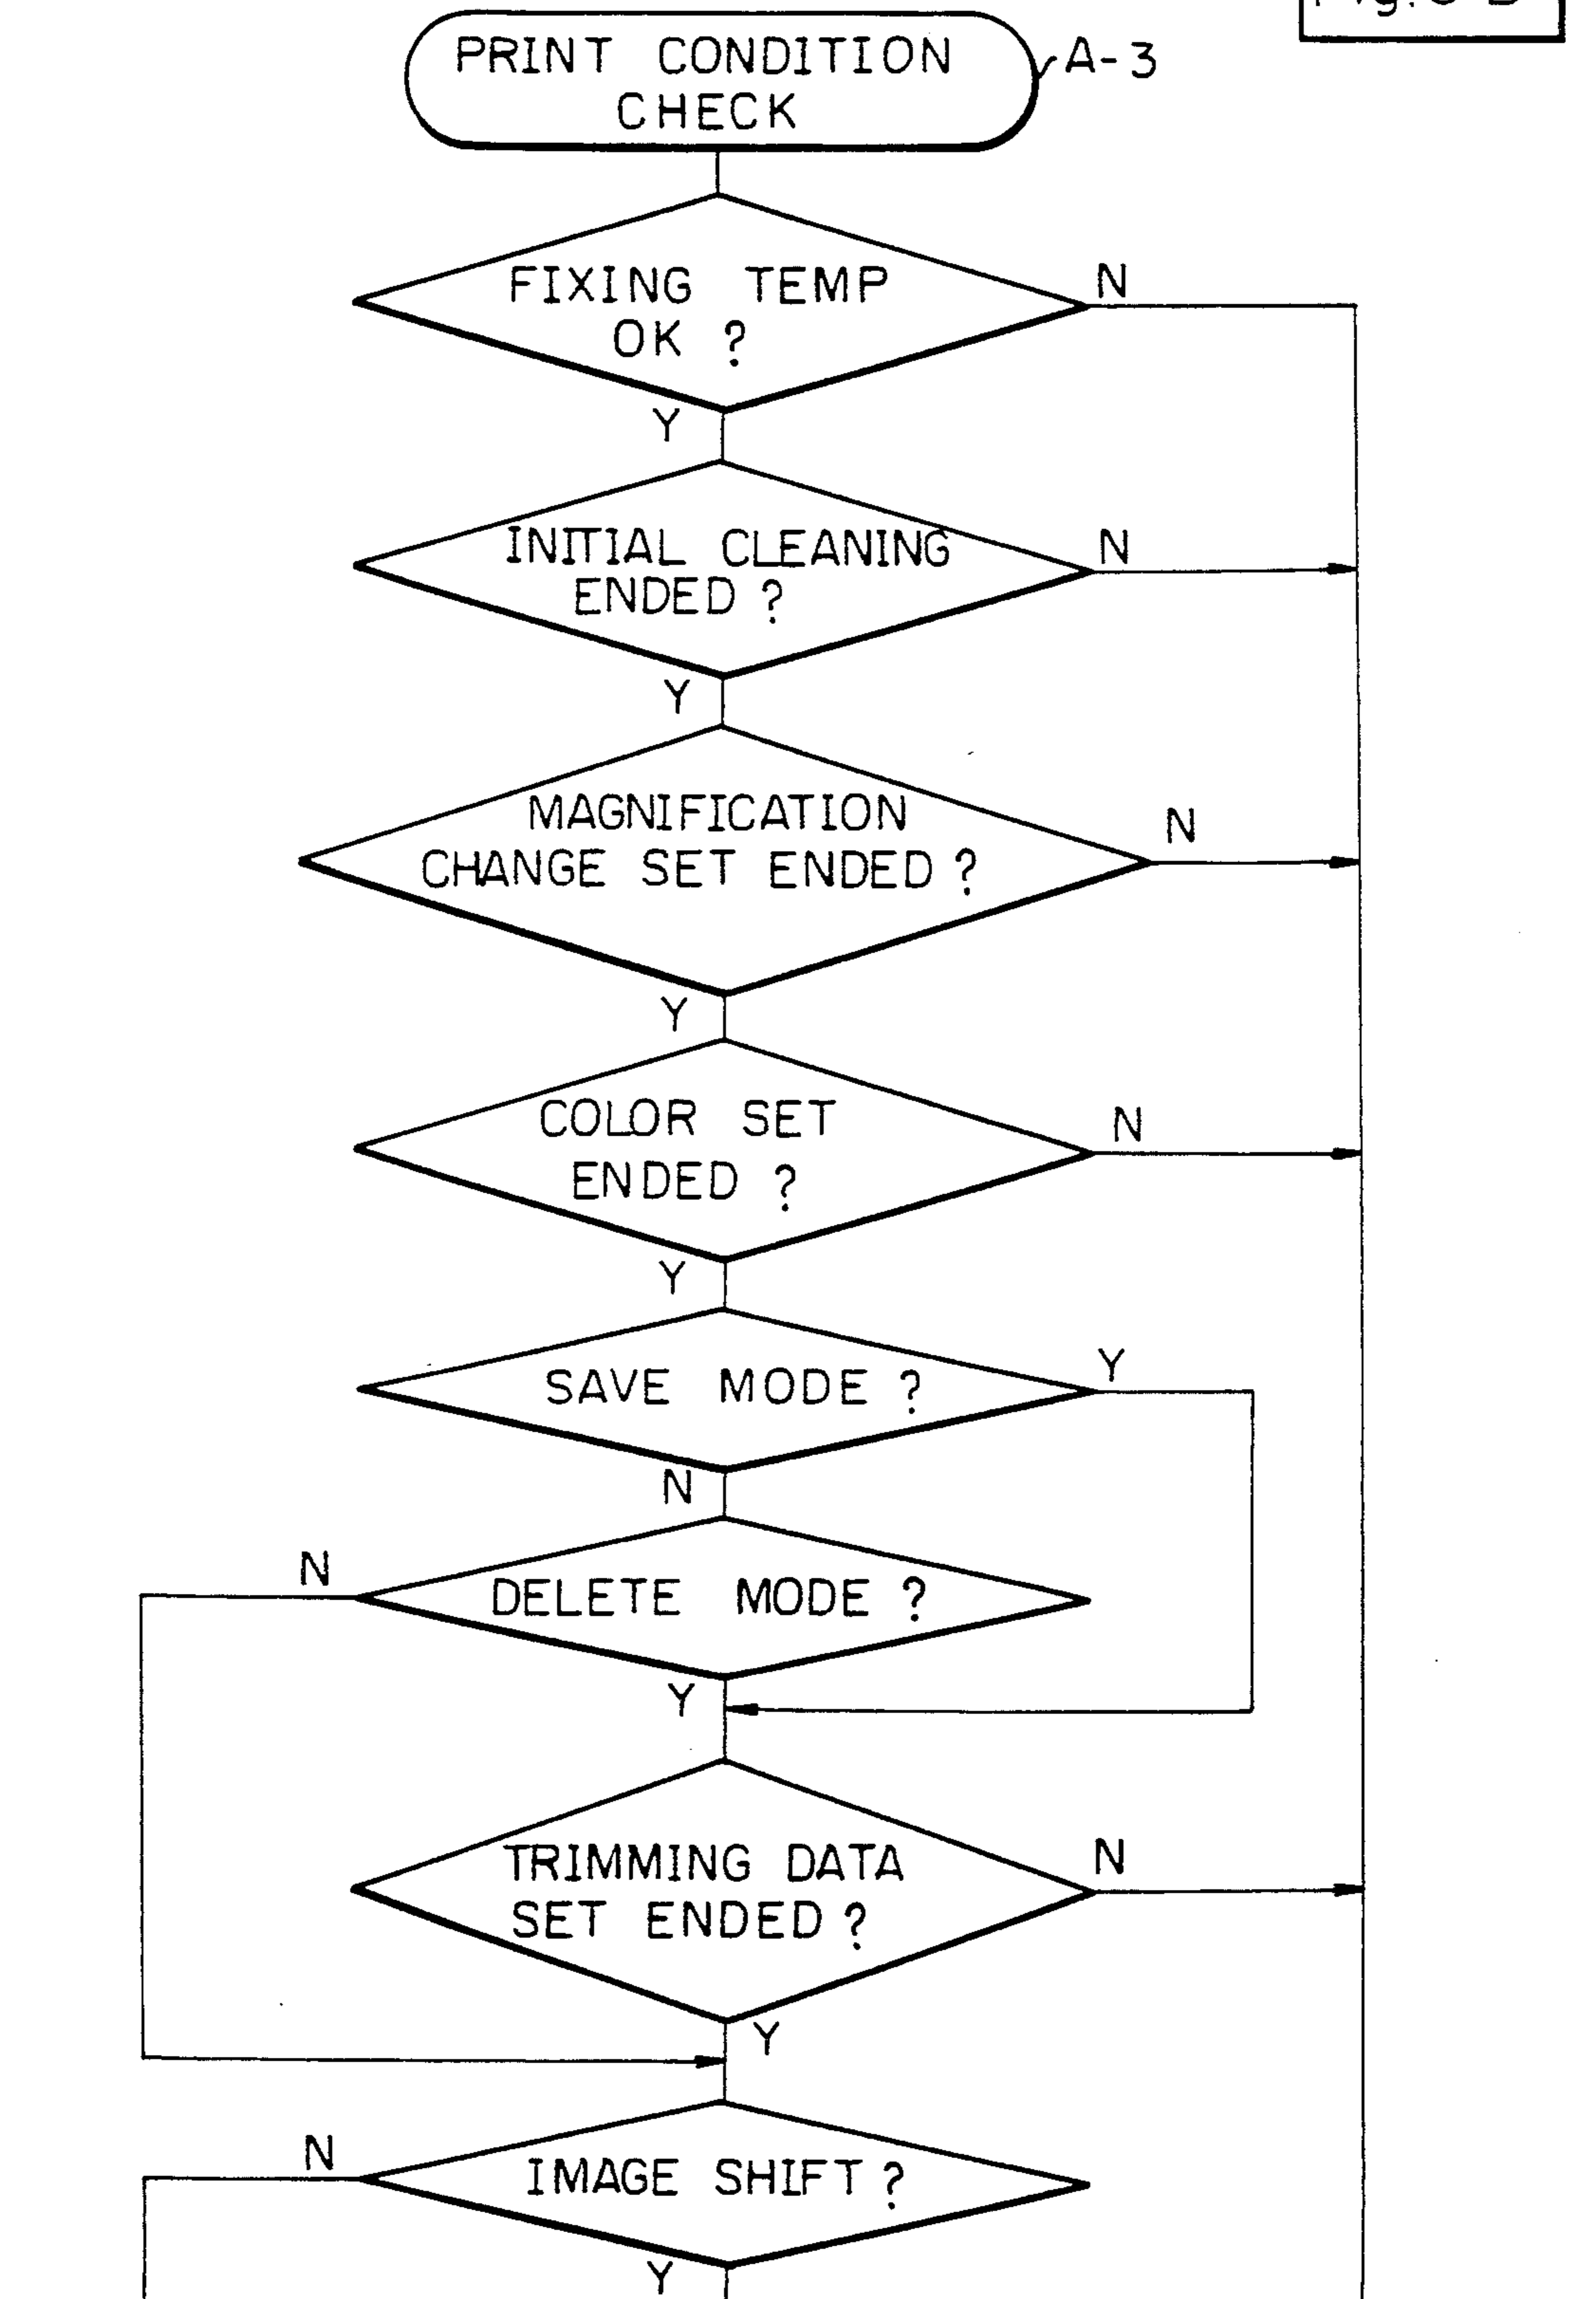 PRINT CONDITION
CHECK
A-3
FIXING TEMP
OK ?
N
Y
INITIAL CLEANING
ENDED ?
N
Y
MAGNIFICATION
CHANGE SET ENDED ?
N
Y
COLOR SET
ENDED ?
N
Y
SAVE MODE ?
Y
N
DELETE MODE ?
N
Y
TRIMMING DATA
SET ENDED ?
N
Y
IMAGE SHIFT ?
N
Y